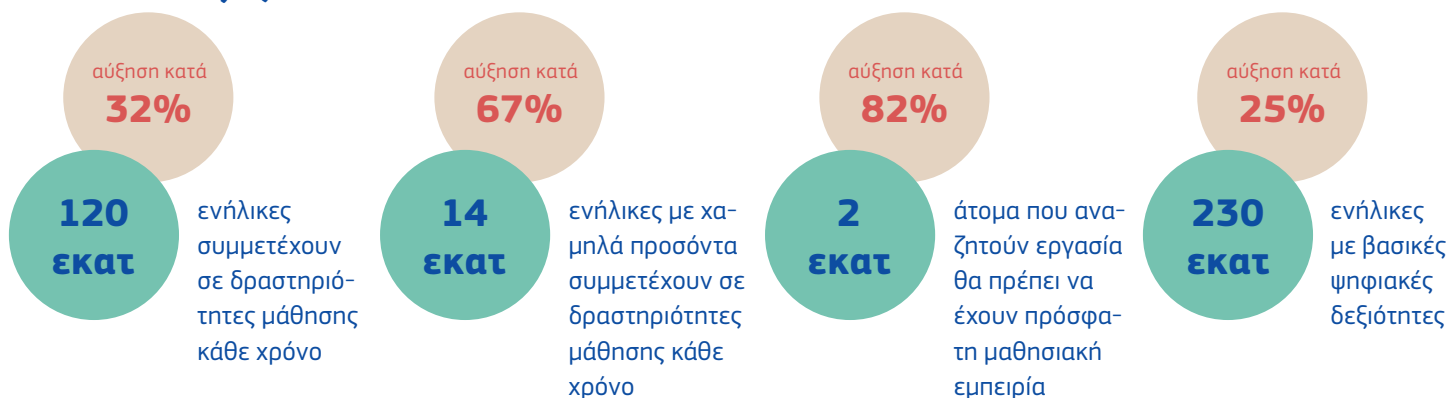 αύξηση κατά
32%
120
εκατ
ενήλικες
συμμετέχουν
σε δραστηριό-
τητες μάθησης
κάθε χρόνο
αύξηση κατά
67%
14
εκατ
ενήλικες με χα-
μηλά προσόντα
συμμετέχουν σε
δραστηριότητες
μάθησης κάθε
χρόνο
αύξηση κατά
82%
2
εκατ
άτομα που ανα-
ζητούν εργασία
θα πρέπει να
έχουν πρόσφα-
τη μαθησιακή
εμπειρία
αύξηση κατά
25%
230
εκατ
ενήλικες
με βασικές
ψηφιακές
δεξιότητες